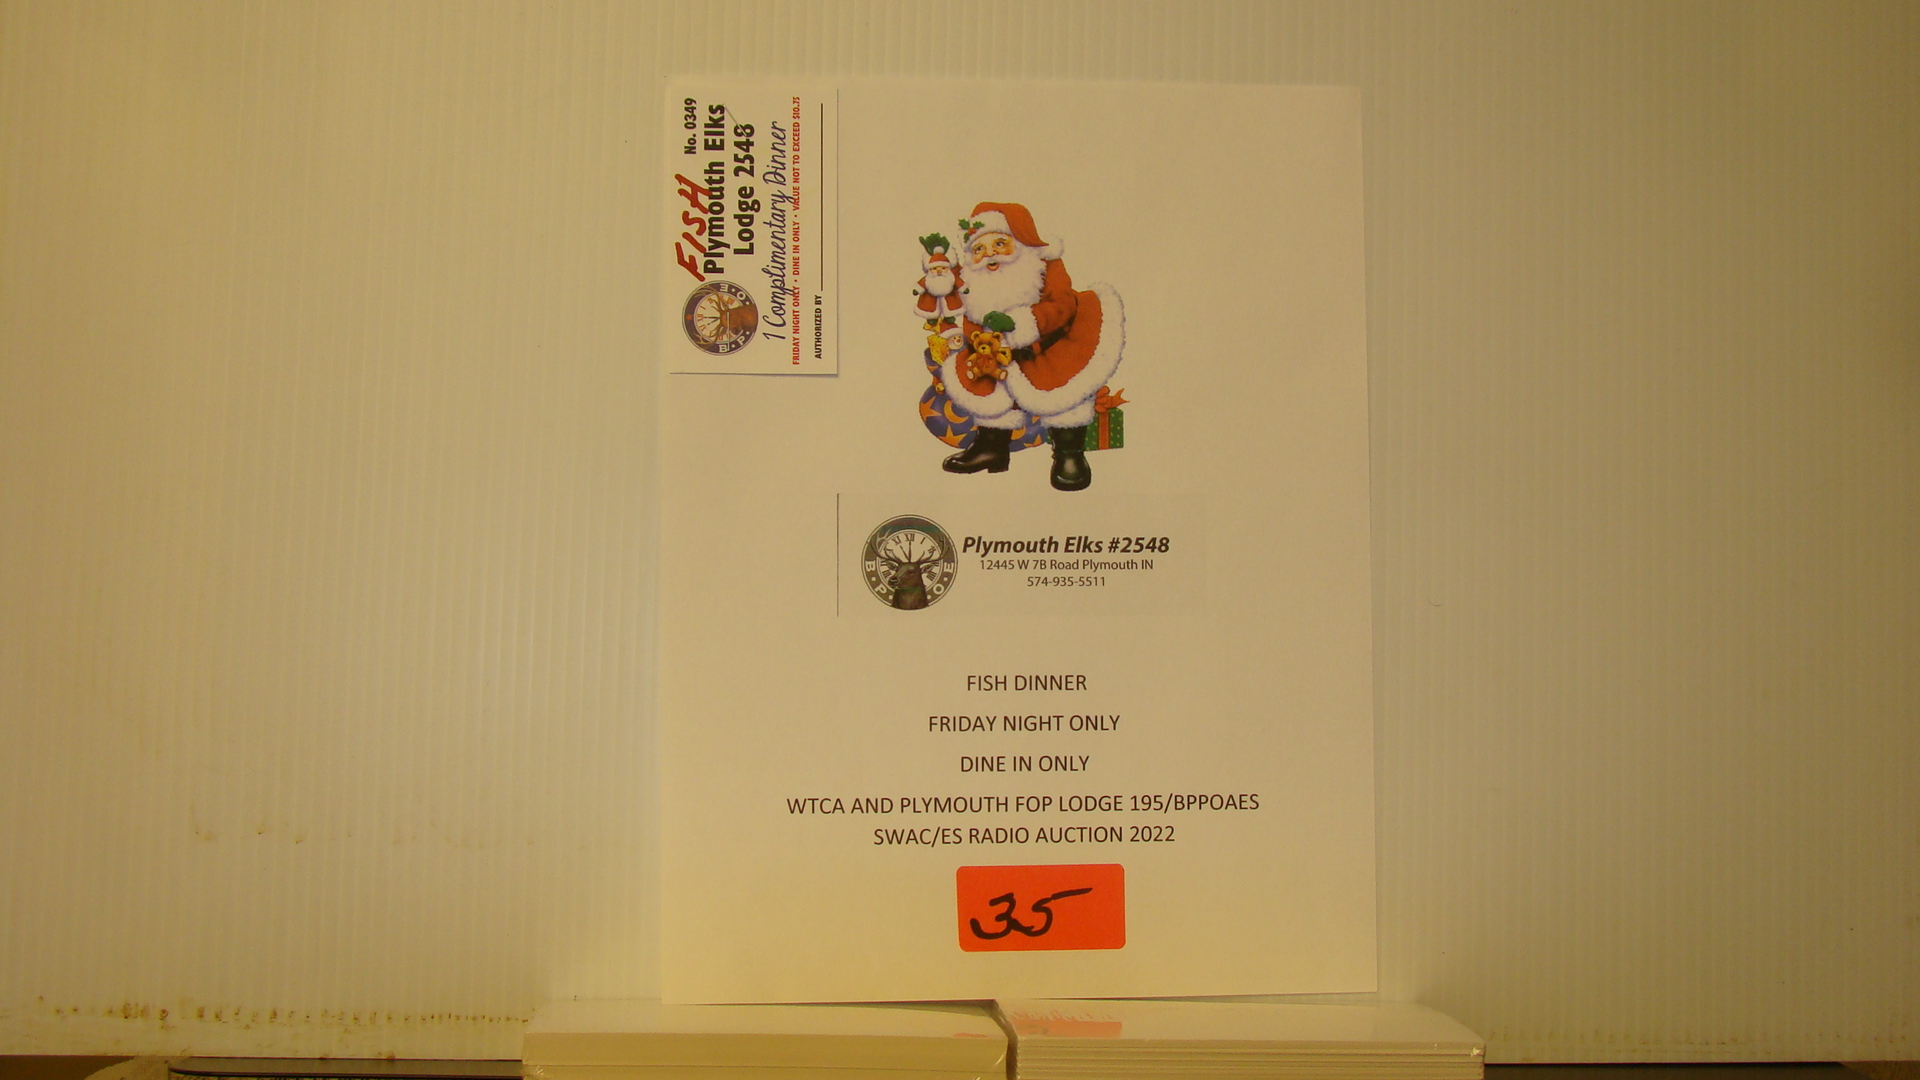 FISH
No. 0349
Plymouth Elks
Lodge 2548
1 Complimentary Dinner
FRIDAY NIGHT ONLY • DINE IN ONLY • VALUE NOT TO EXCEED $10.75
AUTHORIZED BY
B.P.O.E.
Plymouth Elks #2548
12445 W 7B Road Plymouth IN
574-935-5511
B.P.O.E
FISH DINNER
FRIDAY NIGHT ONLY
DINE IN ONLY
WTCA AND PLYMOUTH FOP LODGE 195/BPPOAES
SWAC/ES RADIO AUCTION 2022
35